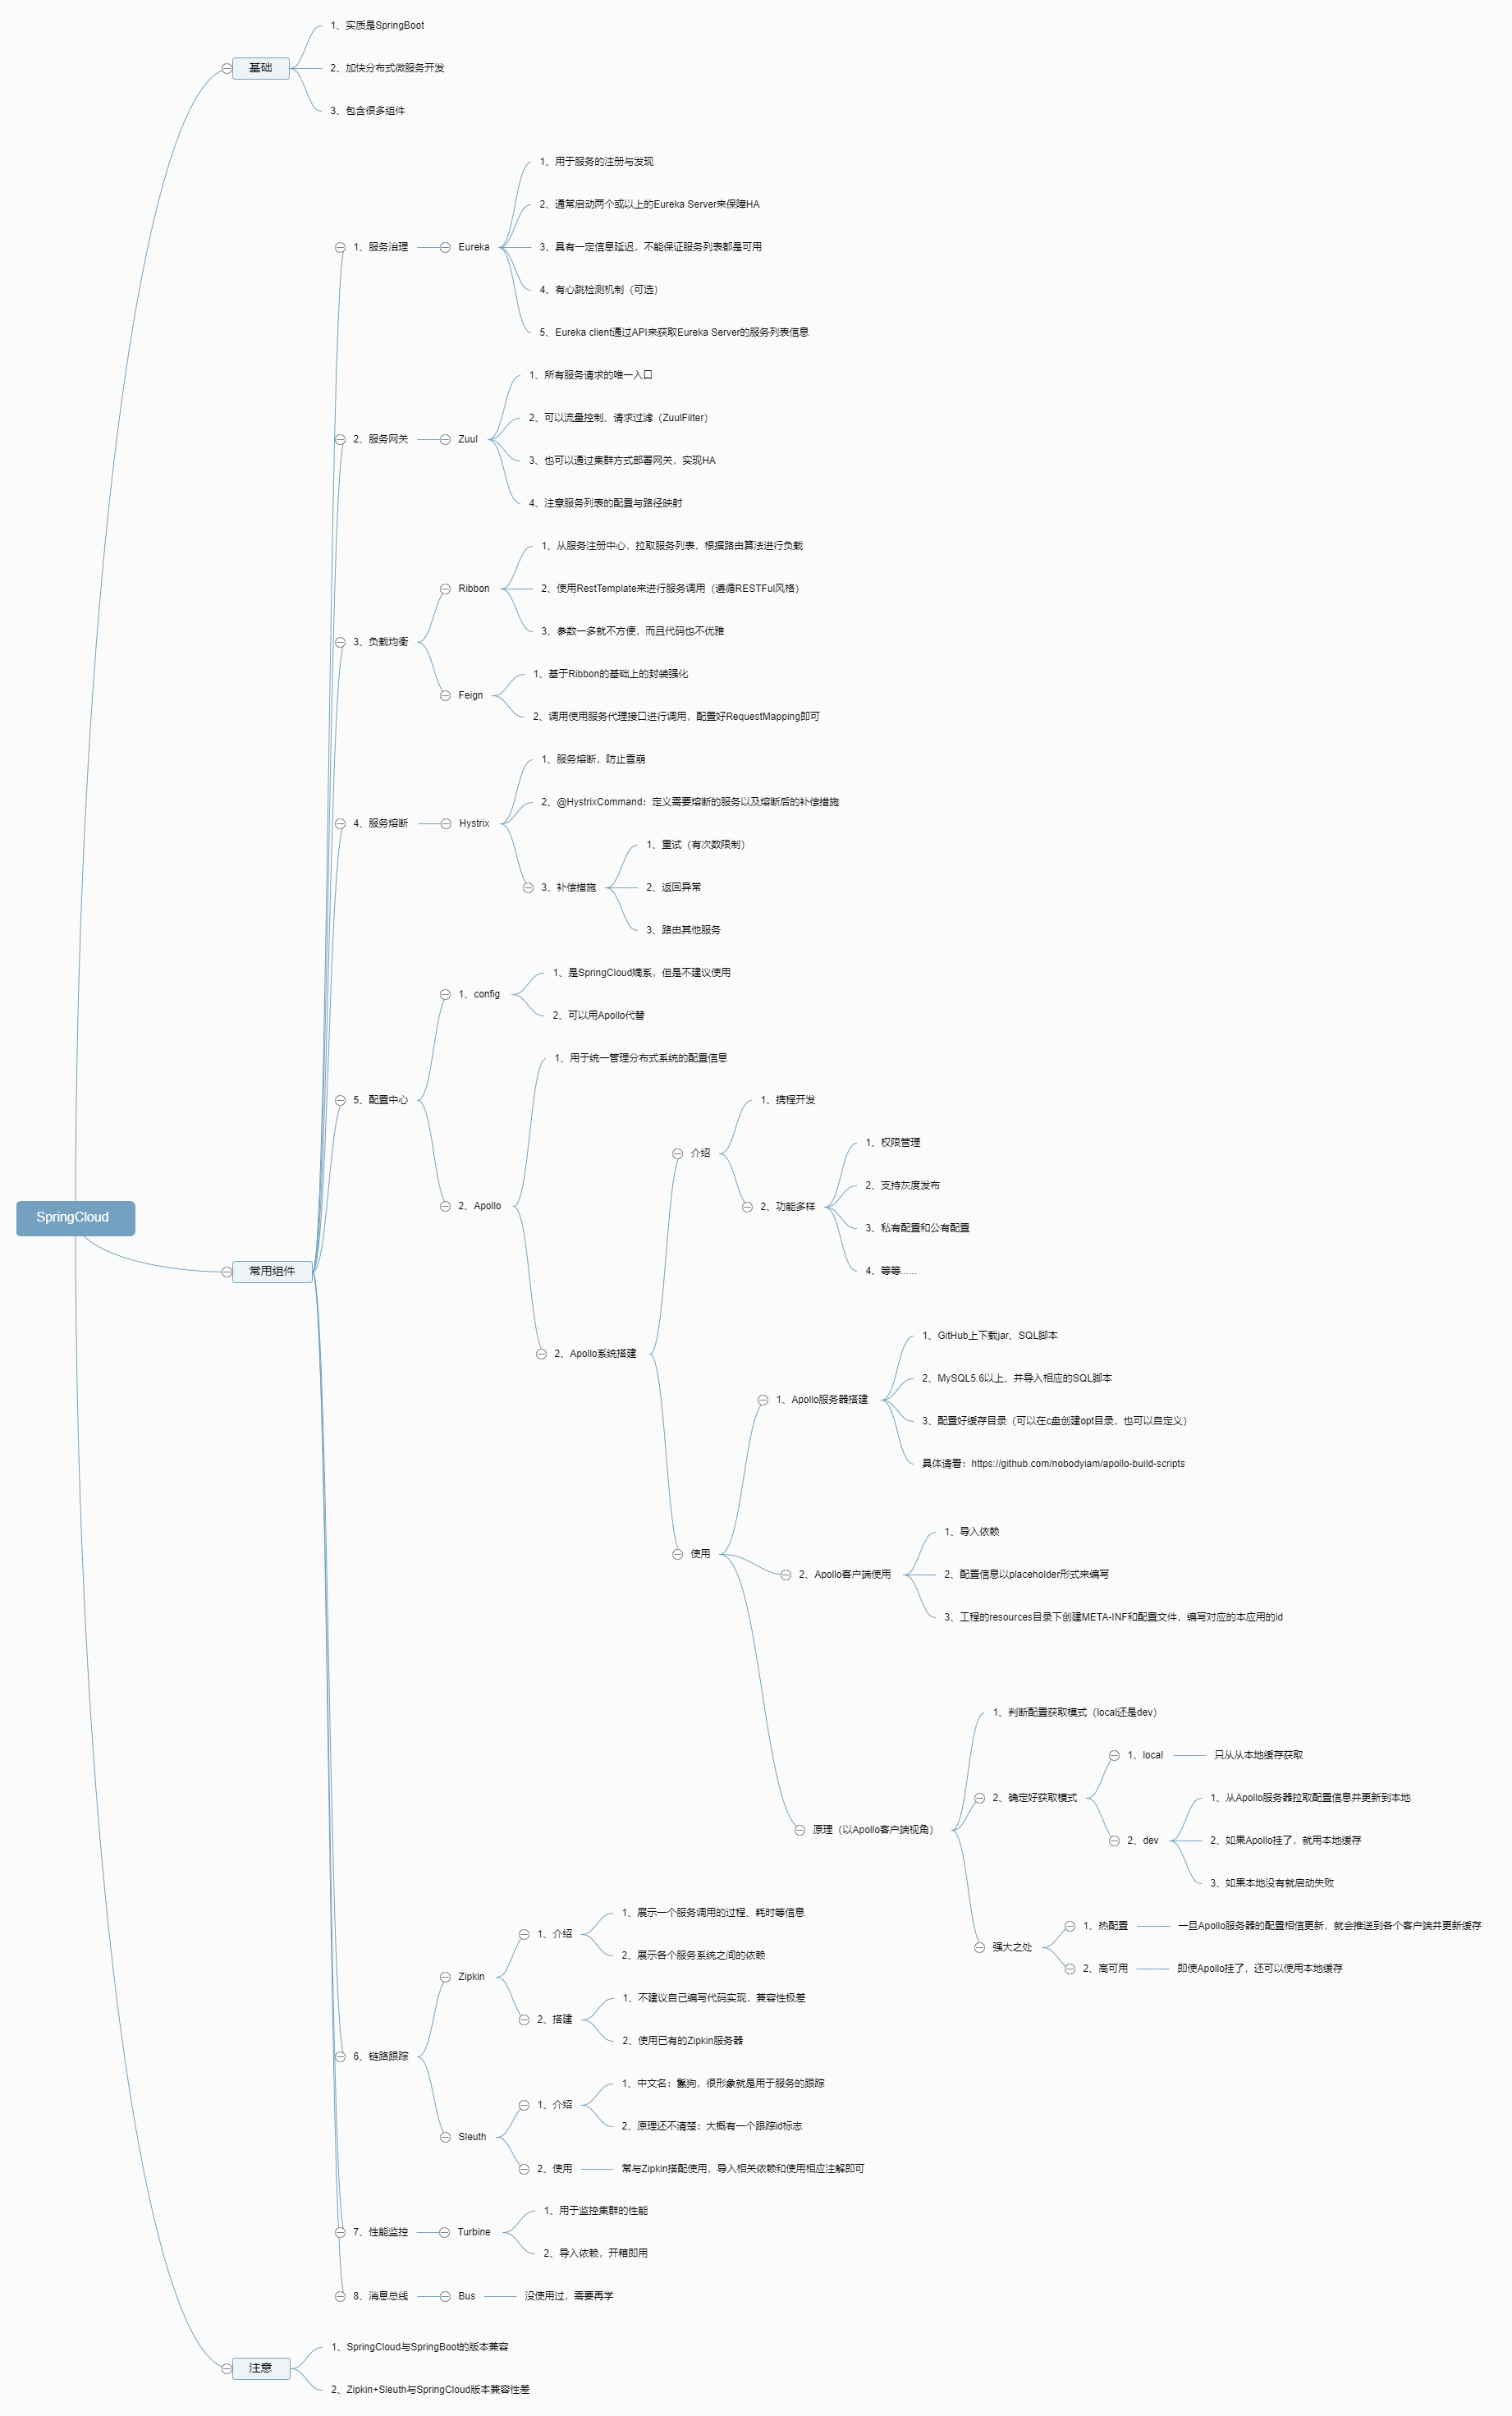 SpringCloud
基础
1、实质是SpringBoot
2、加快分布式微服务开发
3、包含很多组件
常用组件
1、服务治理
Eureka
1、用于服务的注册与发现
2、通常启动两个或以上的Eureka Server来保障HA
3、具有一定信息延迟，不能保证服务列表都是可用
4、有心跳检测机制（可选）
5、Eureka client通过API来获取Eureka Server的服务列表信息
2、服务网关
Zuul
1、所有服务请求的唯一入口
2、可以流量控制、请求过滤（ZuulFilter）
3、也可以通过集群方式部署网关，实现HA
4、注意服务列表的配置与路径映射
3、负载均衡
Ribbon
1、从服务注册中心，拉取服务列表，根据路由算法进行负载
2、使用RestTemplate来进行服务调用（遵循RESTFul风格）
3、参数一多就不方便，而且代码也不优雅
Feign
1、基于Ribbon的基础上的封装强化
2、调用使用服务代理接口进行调用，配置好RequestMapping即可
4、服务熔断
Hystrix
1、服务熔断，防止雪崩
2、@HystrixCommand：定义需要熔断的服务以及熔断后的补偿措施
3、补偿措施
1、重试（有次数限制）
2、返回异常
3、路由其他服务
5、配置中心
1、config
1、是SpringCloud嫡系，但是不建议使用
2、可以用Apollo代替
2、Apollo
1、用于统一管理分布式系统的配置信息
2、Apollo系统搭建
介绍
1、携程开发
2、功能多样
1、权限管理
2、支持灰度发布
3、私有配置和公有配置
4、等等......
使用
1、Apollo服务器搭建
1、GitHub上下载jar、SQL脚本
2、MySQL5.6以上、并导入相应的SQL脚本
3、配置好缓存目录（可以在c盘创建opt目录，也可以自定义）
具体请看：https://github.com/nobodyiam/apollo-build-scripts
2、Apollo客户端使用
1、导入依赖
2、配置信息以placeholder形式来编写
3、工程的resources目录下创建META-INF和配置文件，编写对应的本应用的id
原理（以Apollo客户端视角）
1、判断配置获取模式（local还是dev）
2、确定好获取模式
1、local
只从从本地缓存获取
2、dev
1、从Apollo服务器拉取配置信息并更新到本地
2、如果Apollo挂了，就用本地缓存
3、如果本地没有就启动失败
强大之处
1、热配置
一旦Apollo服务器的配置相信更新，就会推送到各个客户端并更新缓存
2、高可用
即使Apollo挂了，还可以使用本地缓存
6、链路跟踪
Zipkin
1、介绍
1、展示一个服务调用的过程、耗时等信息
2、展示各个服务系统之间的依赖
2、搭建
1、不建议自己编写代码实现，兼容性极差
2、使用已有的Zipkin服务器
Sleuth
1、介绍
1、中文名：鬣狗，很形象就是用于服务的跟踪
2、原理还不清楚：大概有一个跟踪id标志
2、使用
常与Zipkin搭配使用，导入相关依赖和使用相应注解即可
7、性能监控
Turbine
1、用于监控集群的性能
2、导入依赖，开箱即用
8、消息总线
Bus
没使用过，需要再学
注意
1、SpringCloud与SpringBoot的版本兼容
2、Zipkin+Sleuth与SpringCloud版本兼容性差